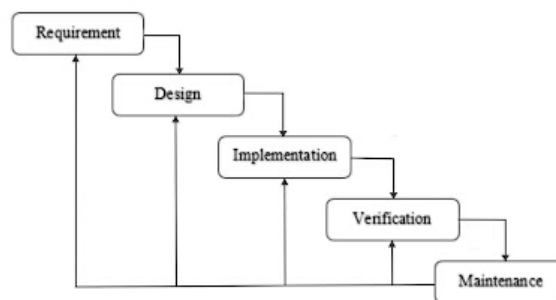 Requirement
Design
Implementation
Verification
Maintenance